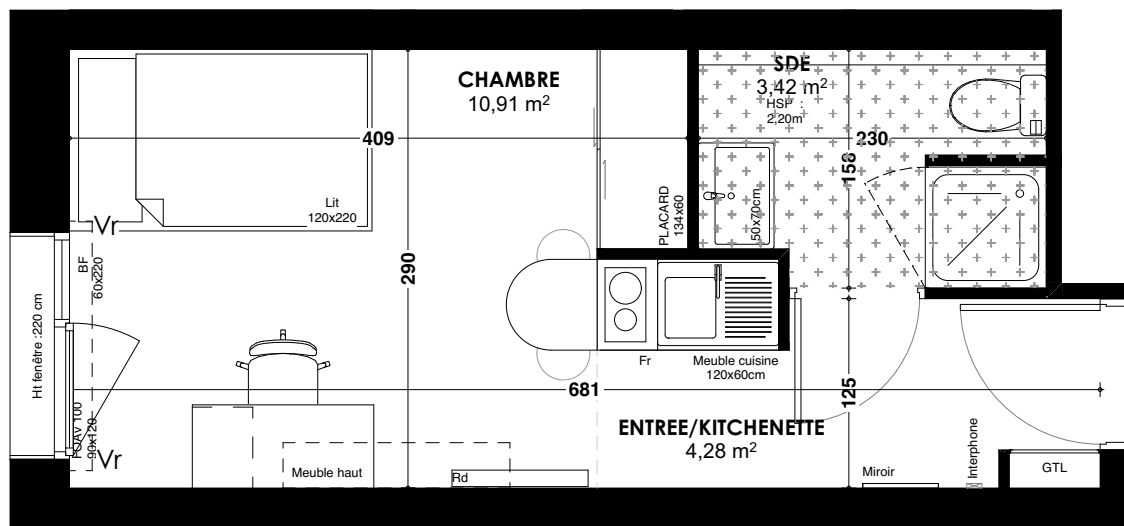 CHAMBRE
10,91 m²
SDE
3,42 m²
HSP :
2,20m
409
230
158
Lit
120x220
PLACARD
134x60
50x70cm
Vr
BF
60x220
290
Ht fenêtre :220 cm
Fr
Meuble cuisine
120x60cm
681
125
ENTREE/KITCHENETTE
4,28 m²
90x120
Vr
Meuble haut
Rd
Miroir
Interphone
GTL